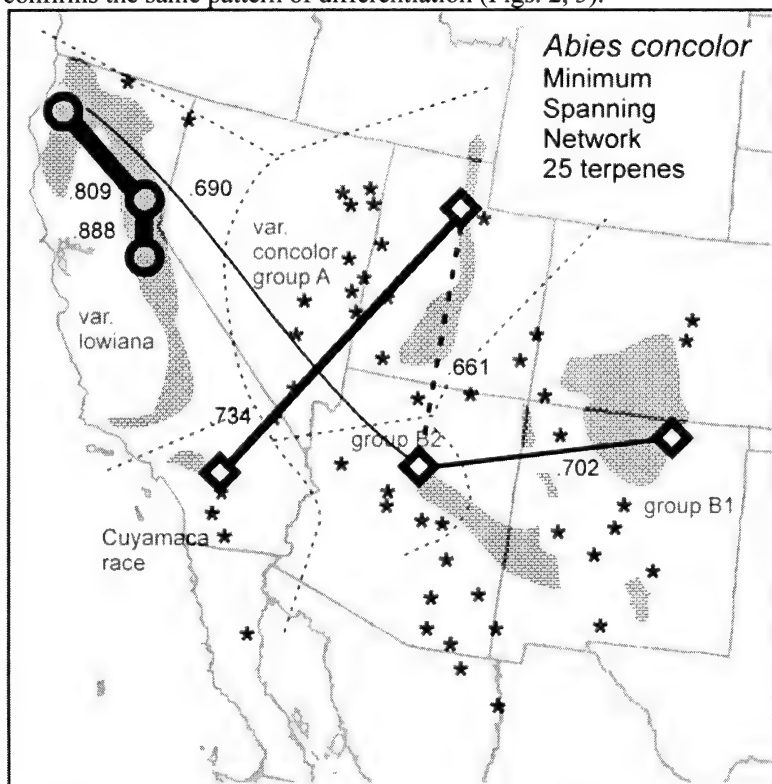 confirms the same pattern of differentiation (Figs. 2, 3).
Abies concolor
Minimum
Spanning
Network
25 terpenes
.809
.690
.888
var.
concolor
group A
var.
lowiana
.661
.734
group B2
.702
group B1
Cuyamaca
race